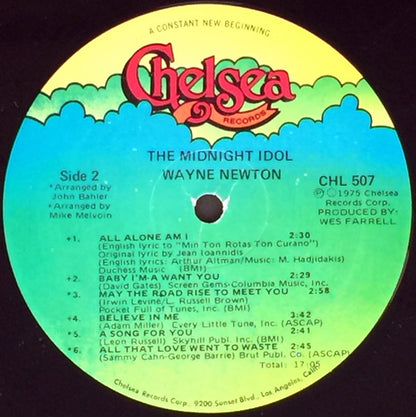 A CONSTANT NEW BEGINNING
Chelsea
RECORDS
THE MIDNIGHT IDOL
WAYNE NEWTON
Side 2
*Arranged by
John Bahler
+Arranged by
Mike Melvoin
CHL 507
Ⓟ © 1975 Chelsea
Records Corp.
PRODUCED BY:
WES FARRELL
+1. ALL ALONE AM I 2:30
(English lyric to "Min Ton Rotas Ton Curano")
Original lyric by Jean Ioannidis
(English lyrics: Arthur Altman/Music: M. Hadjidakis)
Duchess Music (BMI)
+2. BABY I'M-A WANT YOU 2:29
(David Gates) Screen Gems-Columbia Music, Inc.
+3. MAY THE ROAD RISE TO MEET YOU 2:58
(Irwin Levine/L. Russell Brown)
Pocket Full of Tunes, Inc. (BMI)
+4. BELIEVE IN ME 3:42
(Adam Miller) Every Little Tune, Inc. (ASCAP)
+5. A SONG FOR YOU 2:41
(Leon Russell) Skyhill Publ. Co. (BMI)
*6. ALL THAT LOVE WENT TO WASTE 2:45
(Sammy Cahn-George Barrie) Brut Publ. Co. (ASCAP)
Total: 17:05
Chelsea Records Corp. 9200 Sunset Blvd., Los Angeles, Calif.